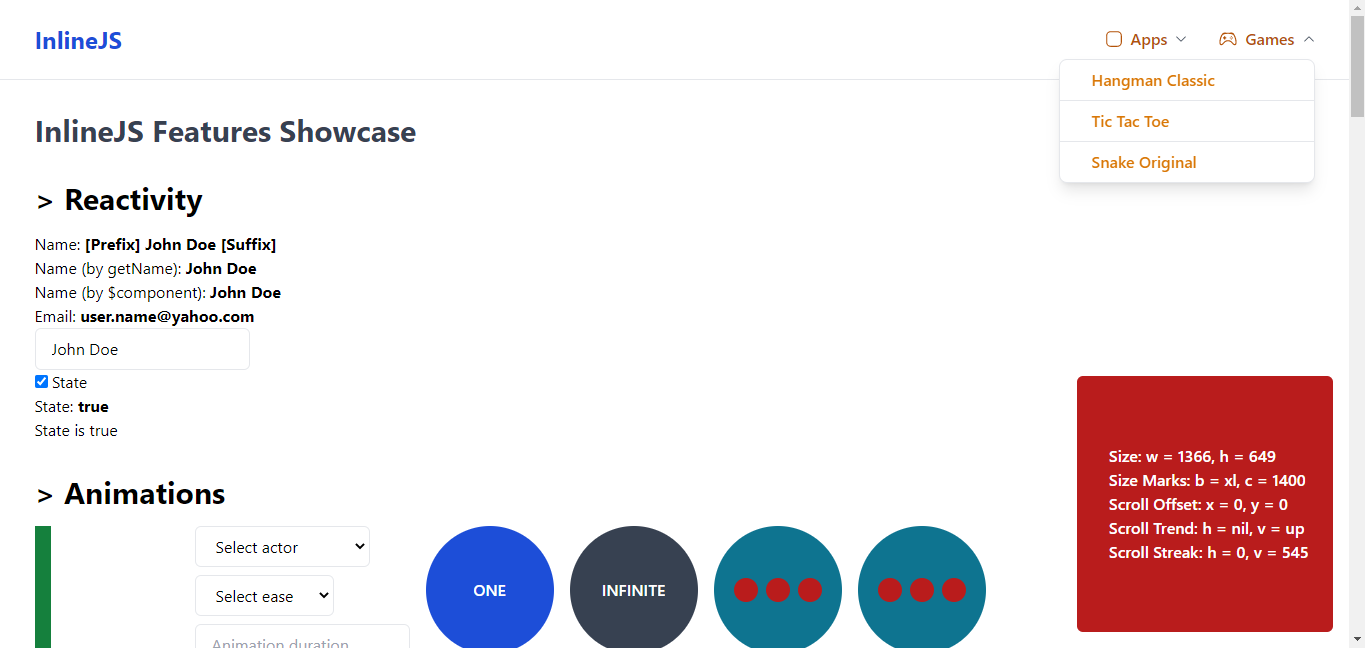 InlineJS
Apps
Games
Hangman Classic
Tic Tac Toe
Snake Original
InlineJS Features Showcase
> Reactivity
Name: [Prefix] John Doe [Suffix]
Name (by getName): John Doe
Name (by $component): John Doe
Email: user.name@yahoo.com
John Doe
State
State: true
State is true
Size: w = 1366, h = 649
Size Marks: b = xl, c = 1400
Scroll Offset: x = 0, y = 0
Scroll Trend: h = nil, v = up
Scroll Streak: h = 0, v = 545
> Animations
Select actor
Select ease
Animation duration
ONE
INFINITE